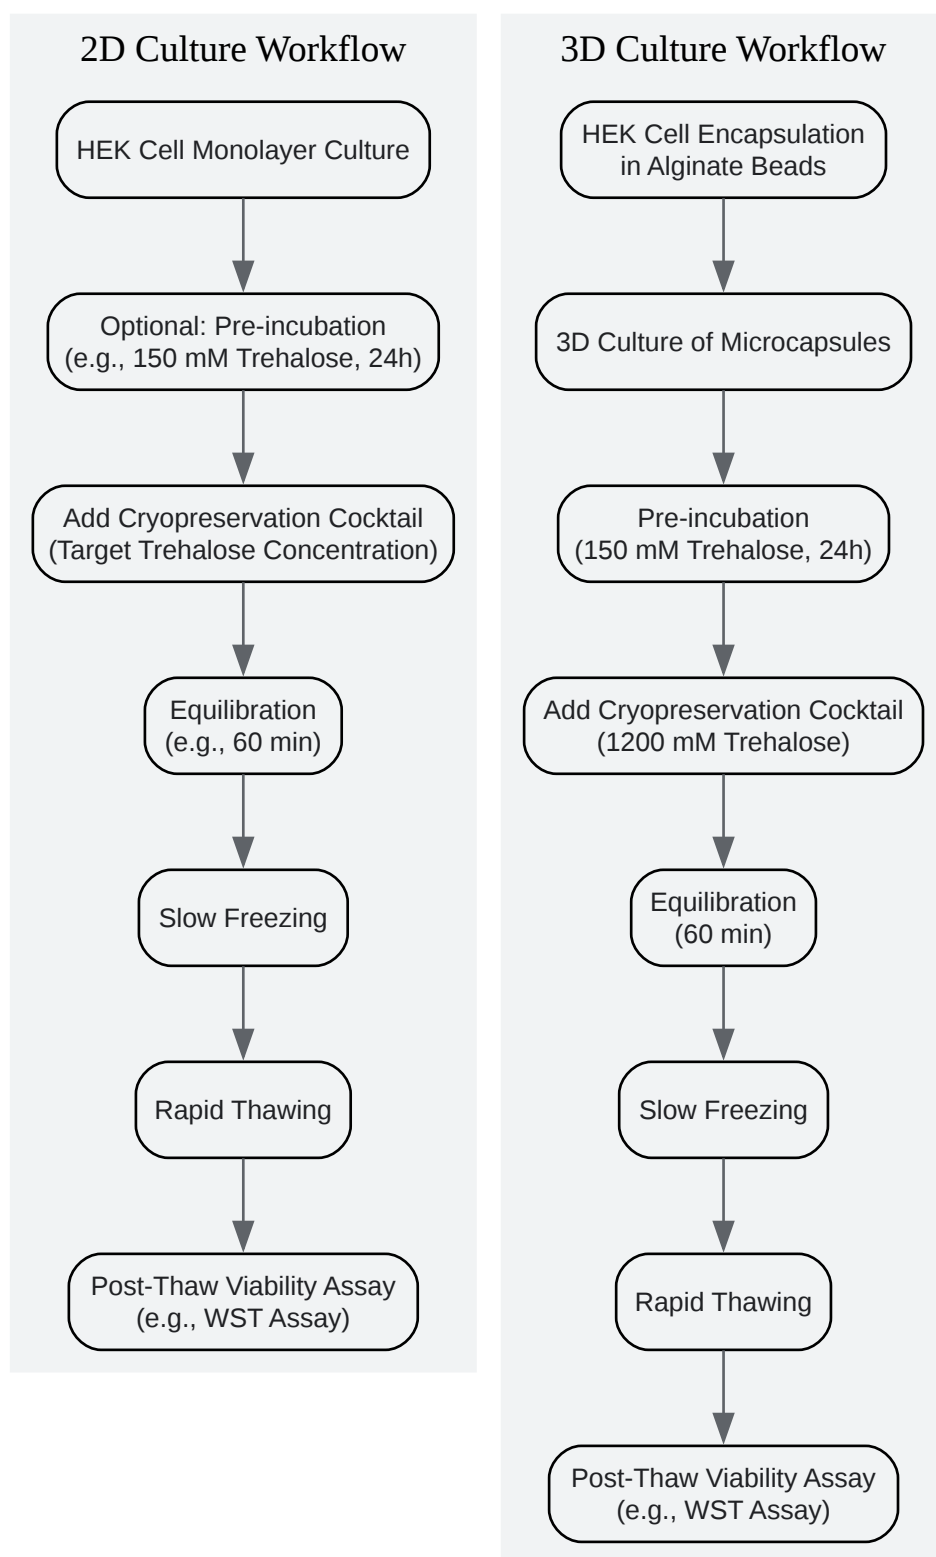 2D Culture Workflow
HEK Cell Monolayer Culture
Optional: Pre-incubation
(e.g., 150 mM Trehalose, 24h)
Add Cryopreservation Cocktail
(Target Trehalose Concentration)
Equilibration
(e.g., 60 min)
Slow Freezing
Rapid Thawing
Post-Thaw Viability Assay
(e.g., WST Assay)
3D Culture Workflow
HEK Cell Encapsulation
in Alginate Beads
3D Culture of Microcapsules
Pre-incubation
(150 mM Trehalose, 24h)
Add Cryopreservation Cocktail
(1200 mM Trehalose)
Equilibration
(60 min)
Slow Freezing
Rapid Thawing
Post-Thaw Viability Assay
(e.g., WST Assay)